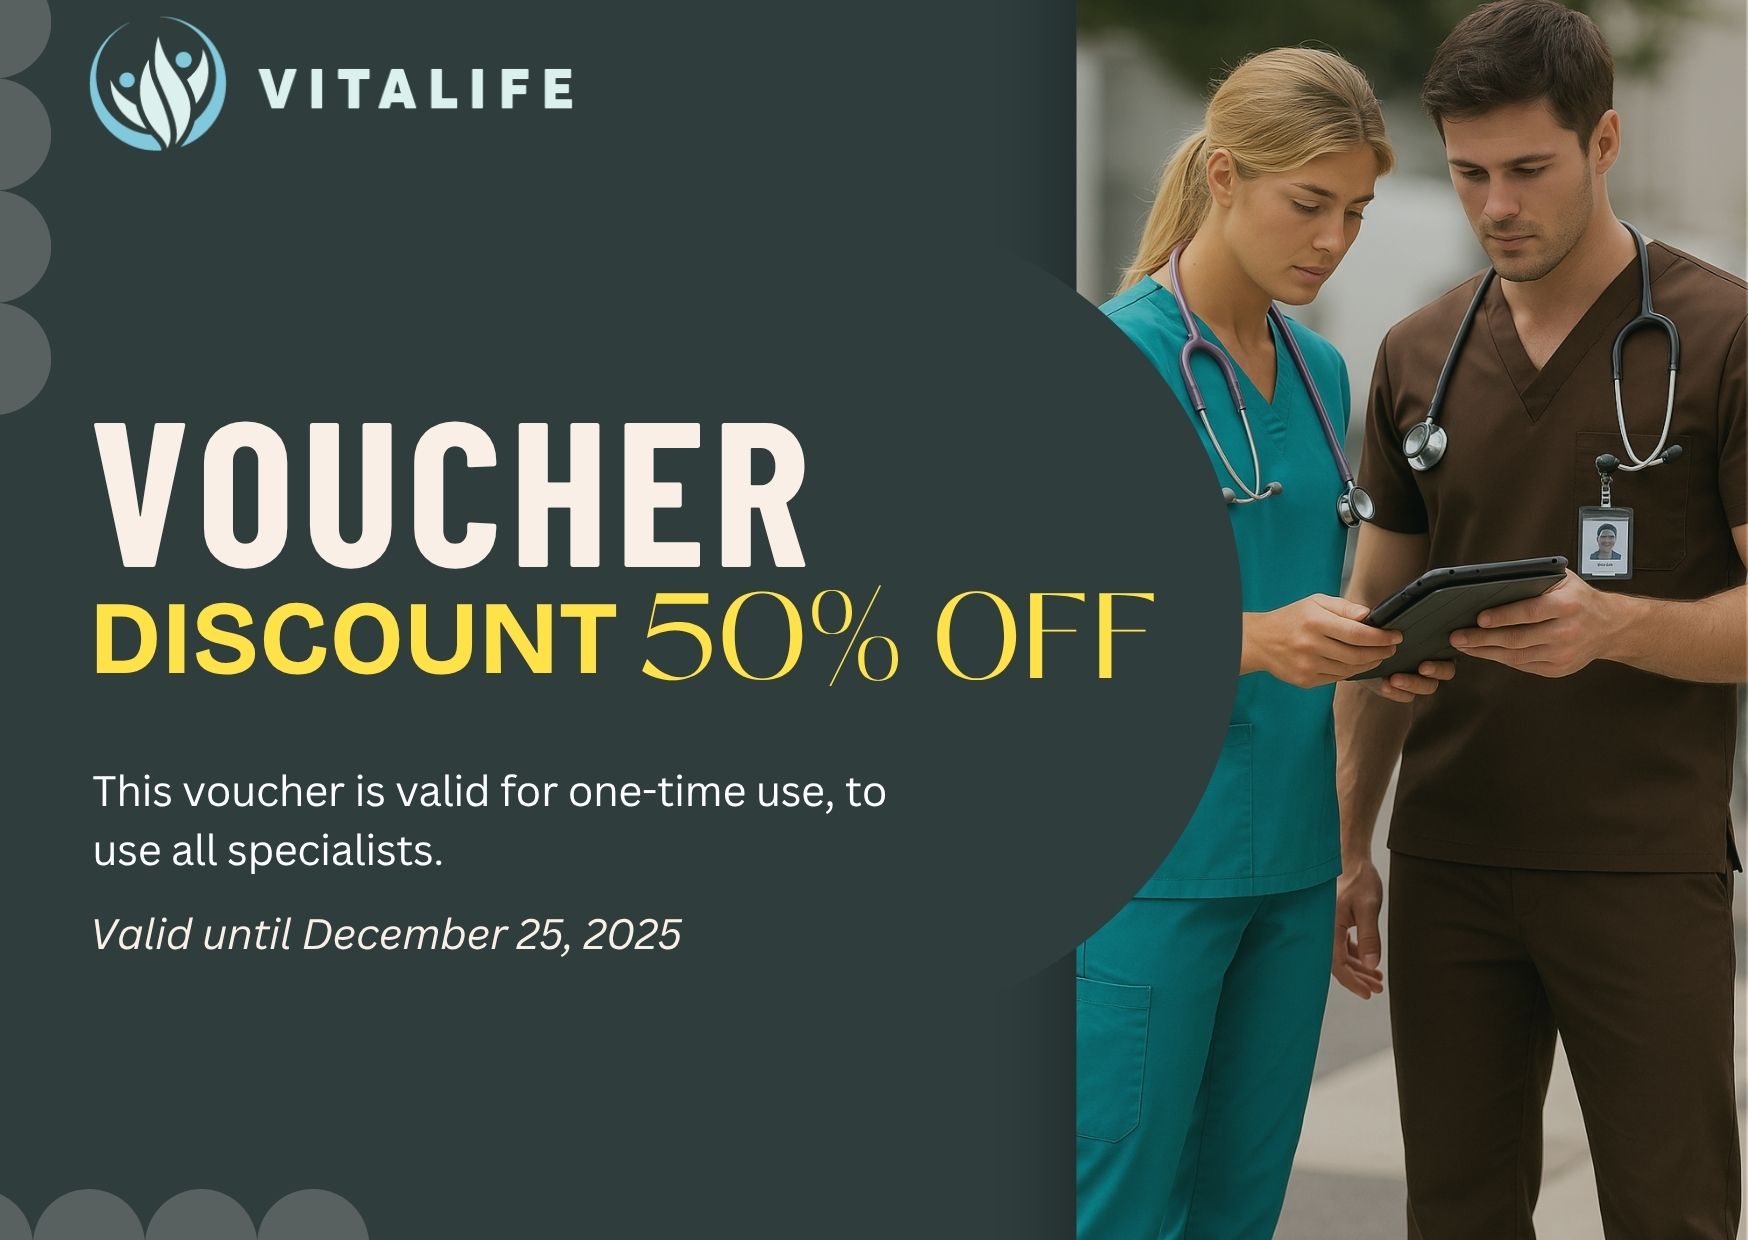 VITALIFE
VOUCHER
DISCOUNT 50% OFF
This voucher is valid for one-time use, to
use all specialists.
Valid until December 25, 2025